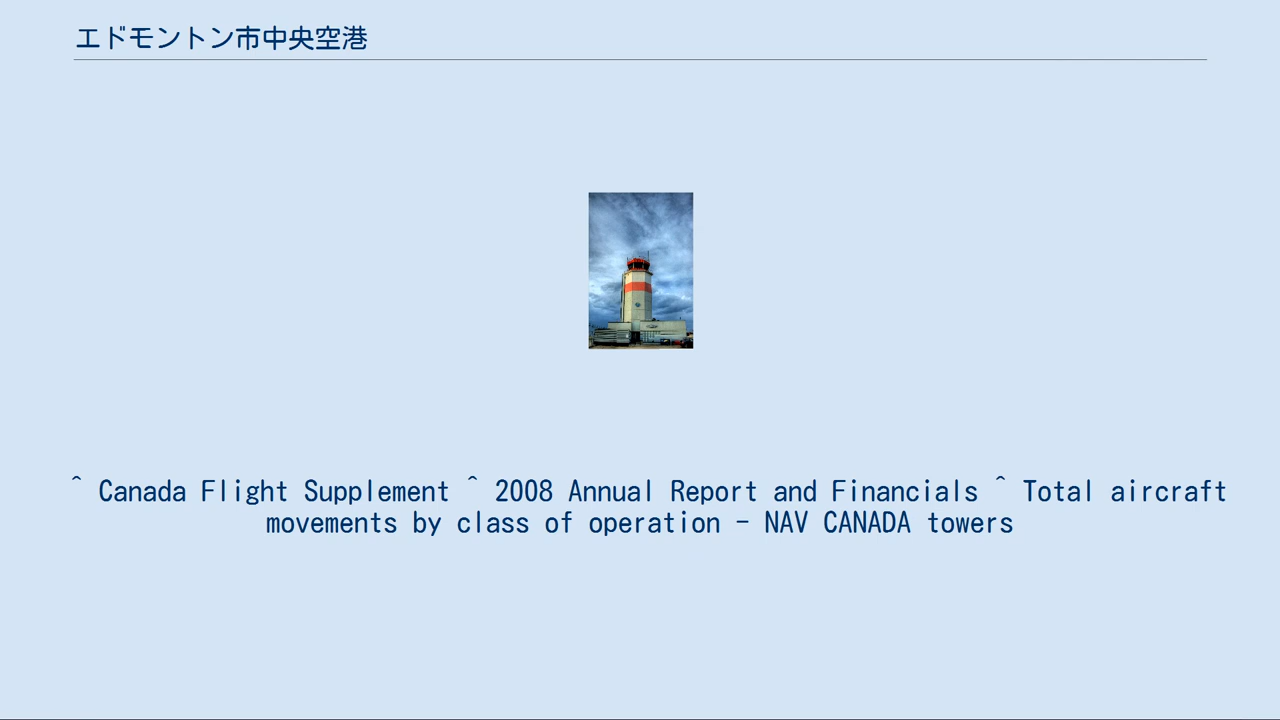 エドモントン市中央空港
^ Canada Flight Supplement ^ 2008 Annual Report and Financials ^ Total aircraft
movements by class of operation - NAV CANADA towers